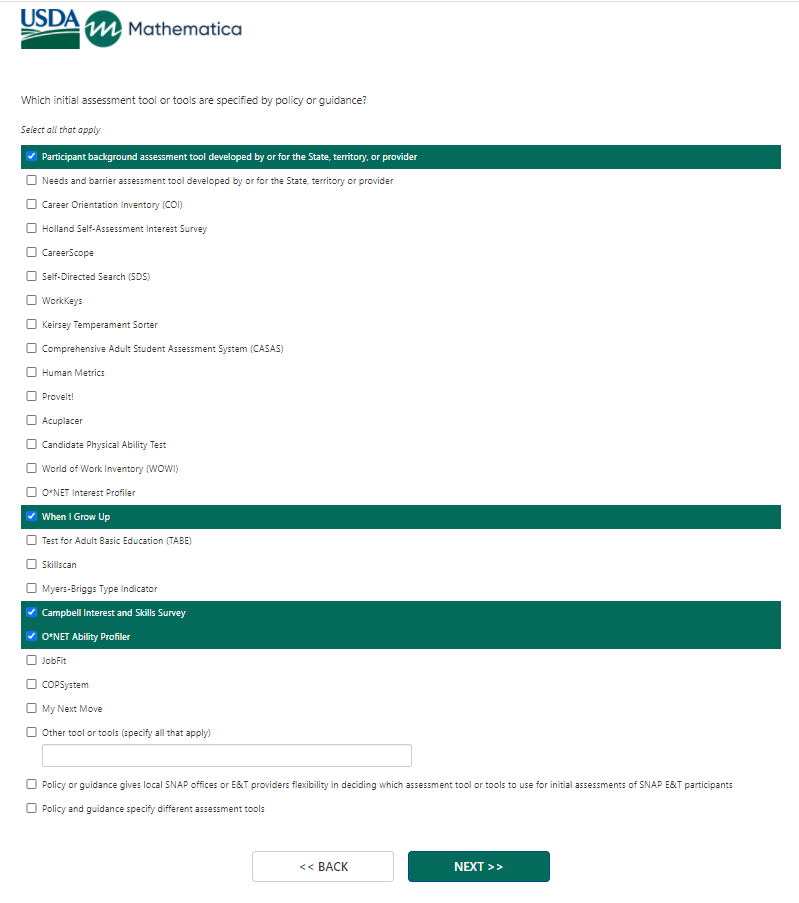 USDA Mathematica
Which initial assessment tool or tools are specified by policy or guidance?
Select all that apply
Participant background assessment tool developed by or for the State, territory, or provider
Needs and barrier assessment tool developed by or for the State, territory or provider
Career Orientation Inventory (COI)
Holland Self-Assessment Interest Survey
CareerScope
Self-Directed Search (SDS)
WorkKeys
Keirsey Temperament Sorter
Comprehensive Adult Student Assessment System (CASAS)
Human Metrics
ProveIt!
Acuplacer
Candidate Physical Ability Test
World of Work Inventory (WOWI)
O*NET Interest Profiler
When I Grow Up
Test for Adult Basic Education (TABE)
Skillscan
Myers-Briggs Type Indicator
Campbell Interest and Skills Survey
O*NET Ability Profiler
JobFit
COPSystem
My Next Move
Other tool or tools (specify all that apply)
Policy or guidance gives local SNAP offices or E&T providers flexibility in deciding which assessment tool or tools to use for initial assessments of SNAP E&T participants
Policy and guidance specify different assessment tools
<< BACK NEXT >>